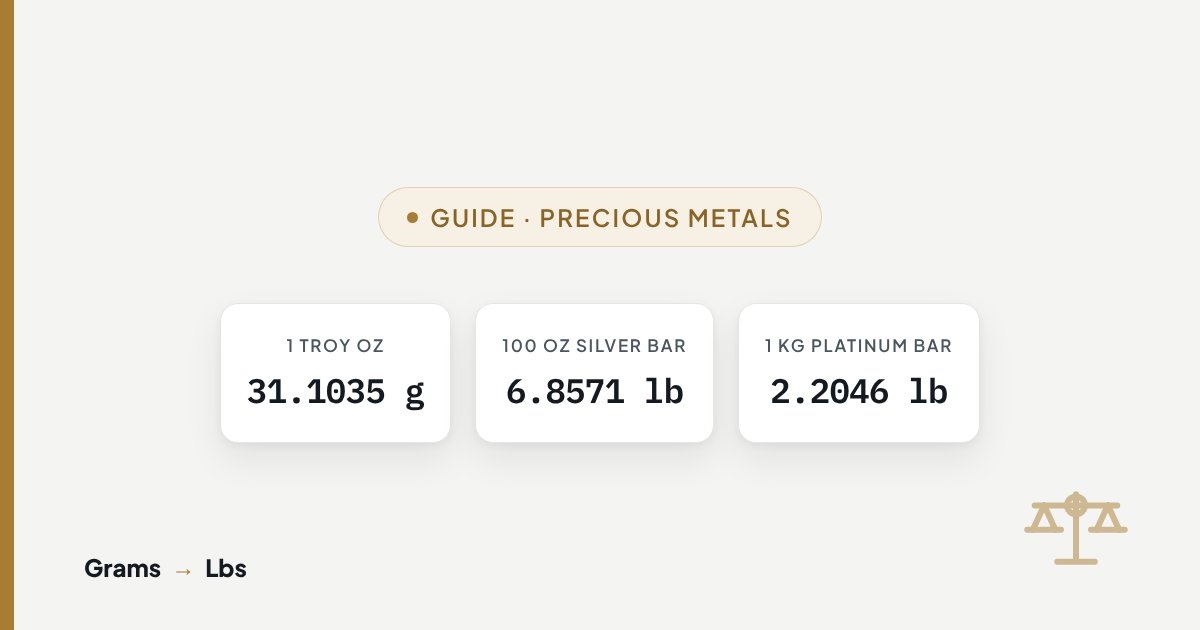 GUIDE · PRECIOUS METALS
1 TROY OZ
31.1035 g
100 OZ SILVER BAR
6.8571 lb
1 KG PLATINUM BAR
2.2046 lb
Grams → Lbs